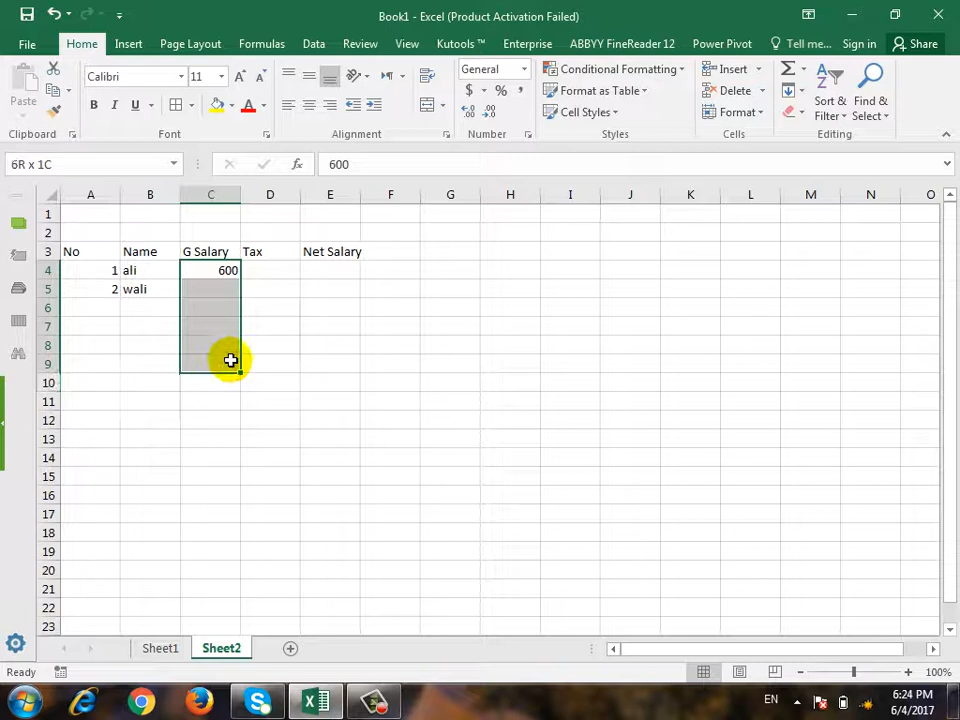 Book1 - Excel (Product Activation Failed)
File Home Insert Page Layout Formulas Data Review View Kutools ™ Enterprise ABBYY FineReader 12 Power Pivot Tell me... Sign in Share
Paste Calibri 11 General Conditional Formatting Insert Sort & Filter Find & Select
B I U A $ % , Format as Table Delete
Cell Styles Format
Clipboard Font Alignment Number Styles Cells Editing
6R x 1C fx 600
A B C D E F G H I J K L M N O
1
2
3 No Name G Salary Tax Net Salary
4 1 ali 600
5 2 wali
6
7
8
9
10
11
12
13
14
15
16
17
18
19
20
21
22
23
Sheet1 Sheet2
Ready 100%
EN 6:24 PM
6/4/2017